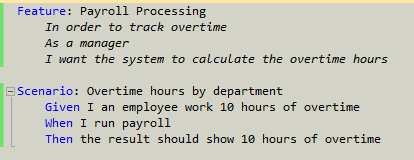 Feature: Payroll Processing
In order to track overtime
As a manager
I want the system to calculate the overtime hours
Scenario: Overtime hours by department
Given I an employee work 10 hours of overtime
When I run payroll
Then the result should show 10 hours of overtime